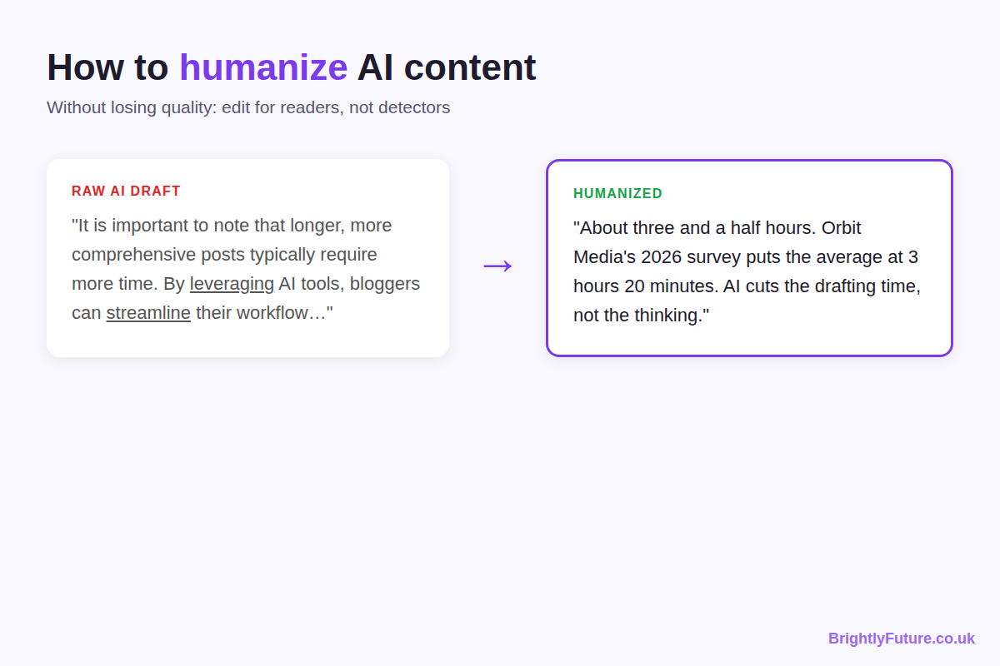 How to humanize AI content
Without losing quality: edit for readers, not detectors
RAW AI DRAFT
"It is important to note that longer, more
comprehensive posts typically require
more time. By leveraging AI tools, bloggers
can streamline their workflow…"
→
HUMANIZED
"About three and a half hours. Orbit
Media's 2026 survey puts the average at 3
hours 20 minutes. AI cuts the drafting time,
not the thinking."
BrightlyFuture.co.uk